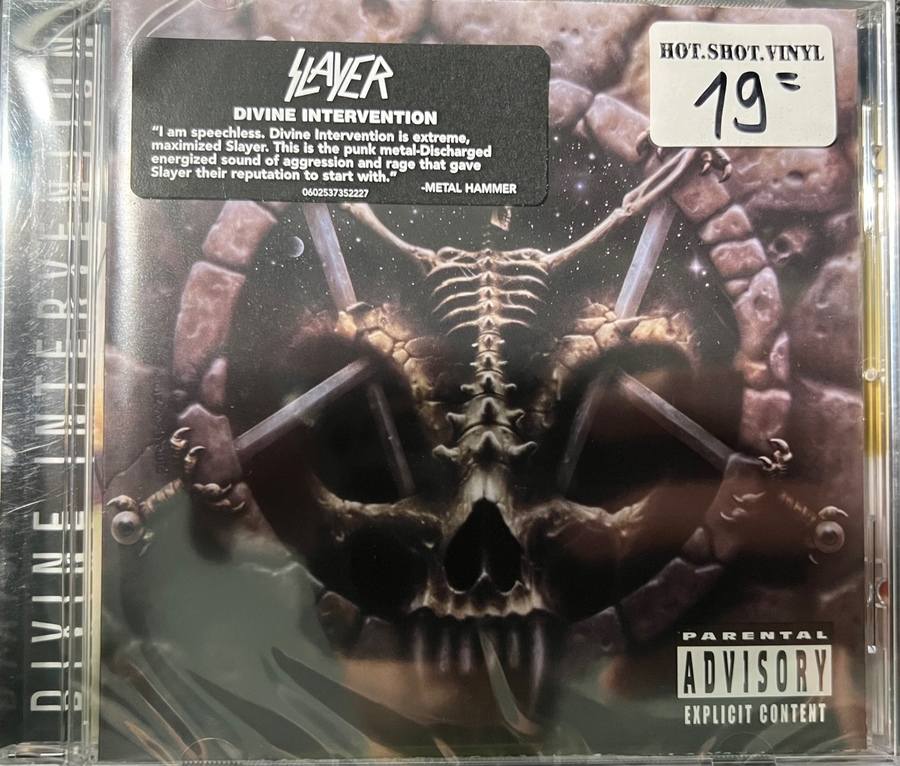 SLAYER
DIVINE INTERVENTION
"I am speechless. Divine Intervention is extreme,
maximized Slayer. This is the punk metal-Discharged
energized sound of aggression and rage that gave
Slayer their reputation to start with."
-METAL HAMMER
0602537352227
HOT.SHOT.VINYL
19=
DIVINE INTERVENTION
PARENTAL
ADVISORY
EXPLICIT CONTENT